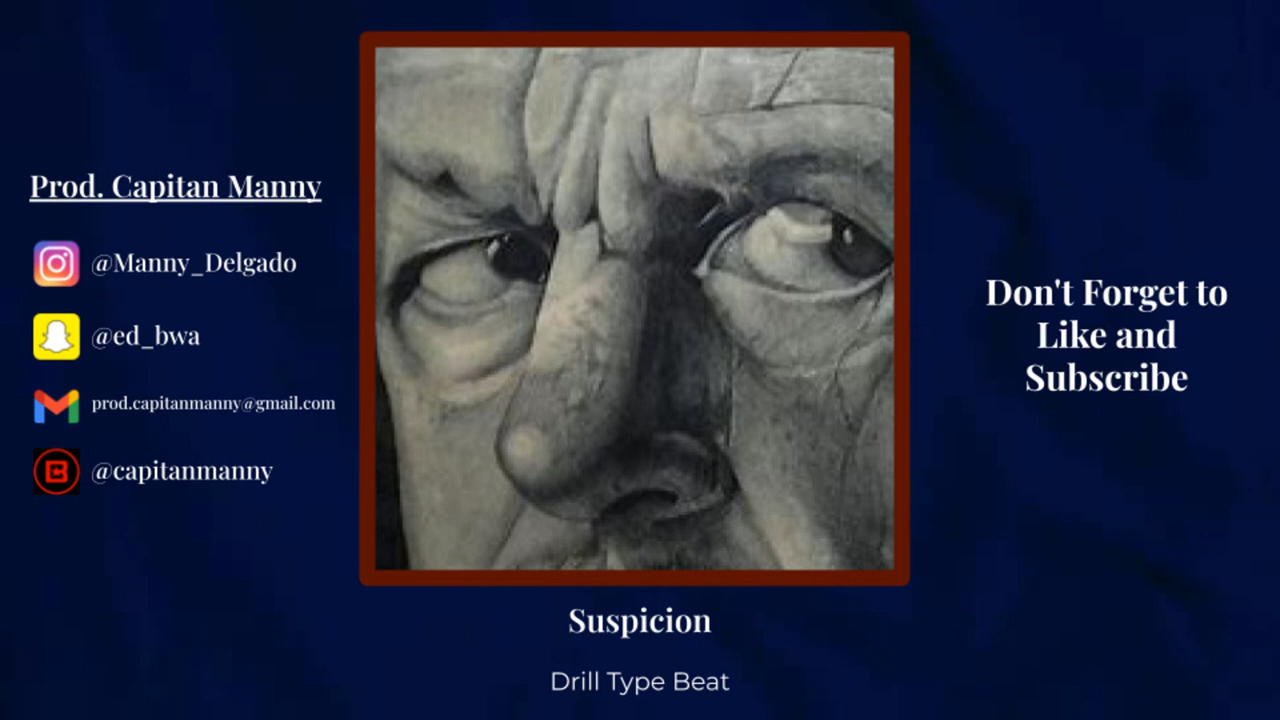 Prod. Capitan Manny
@Manny_Delgado
@ed_bwa
prod.capitanmanny@gmail.com
@capitanmanny
Don't Forget to
Like and
Subscribe
Suspicion
Drill Type Beat